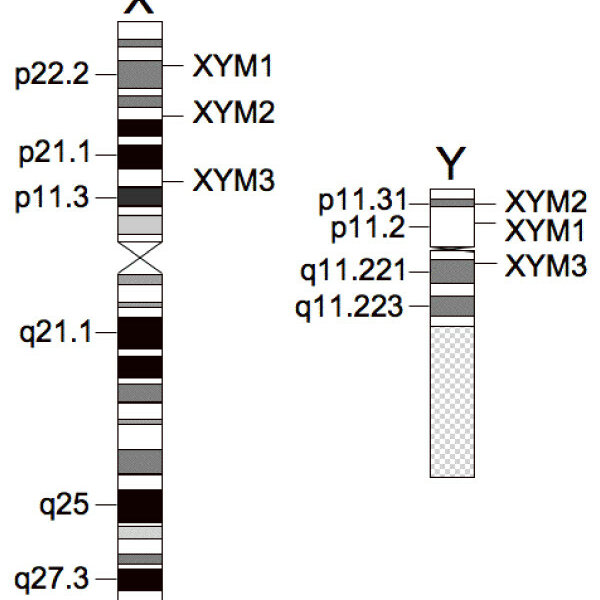 X
p22.2
XYM1
XYM2
p21.1
XYM3
p11.3
q21.1
q25
q27.3
Y
p11.31
XYM2
p11.2
XYM1
q11.221
XYM3
q11.223